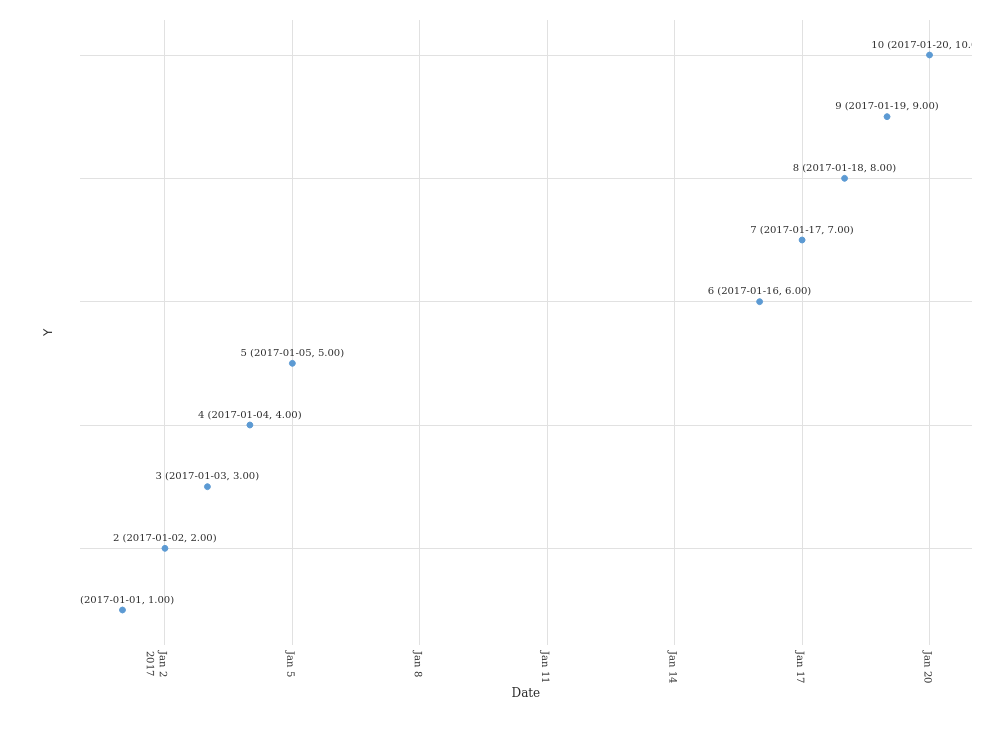 10 (2017-01-20, 10.
9 (2017-01-19, 9.00)
8 (2017-01-18, 8.00)
7 (2017-01-17, 7.00)
6 (2017-01-16, 6.00)
Y
5 (2017-01-05, 5.00)
4 (2017-01-04, 4.00)
3 (2017-01-03, 3.00)
2 (2017-01-02, 2.00)
(2017-01-01, 1.00)
Jan 2
2017
Jan 5
Jan 8
Jan 11
Jan 14
Jan 17
Jan 20
Date